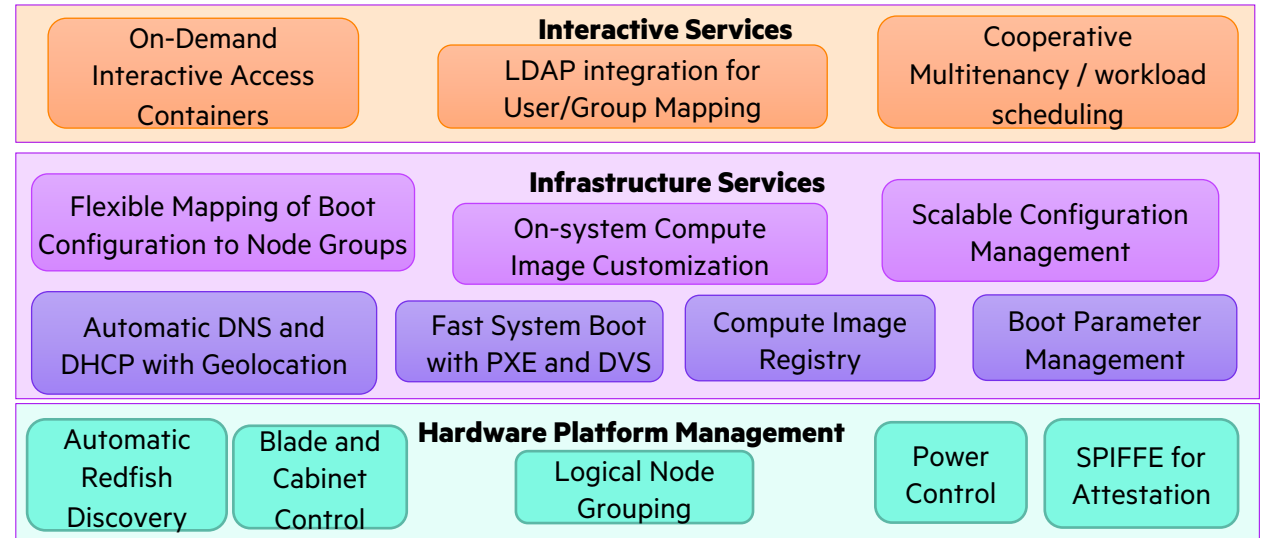 Interactive Services
On-Demand
Interactive Access
Containers
LDAP integration for
User/Group Mapping
Cooperative
Multitenancy / workload
scheduling
Infrastructure Services
Flexible Mapping of Boot
Configuration to Node Groups
On-system Compute
Image Customization
Scalable Configuration
Management
Automatic DNS and
DHCP with Geolocation
Fast System Boot
with PXE and DVS
Compute Image
Registry
Boot Parameter
Management
Hardware Platform Management
Automatic
Redfish
Discovery
Blade and
Cabinet
Control
Logical Node
Grouping
Power
Control
SPIFFE for
Attestation